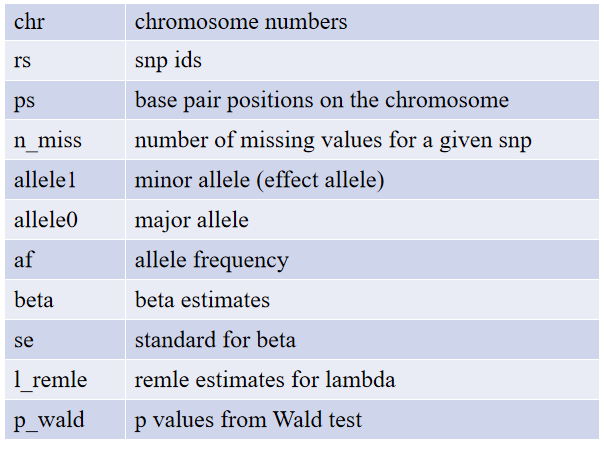 chr chromosome numbers
rs snp ids
ps base pair positions on the chromosome
n_miss number of missing values for a given snp
allele1 minor allele (effect allele)
allele0 major allele
af allele frequency
beta beta estimates
se standard for beta
l_remle remle estimates for lambda
p_wald p values from Wald test